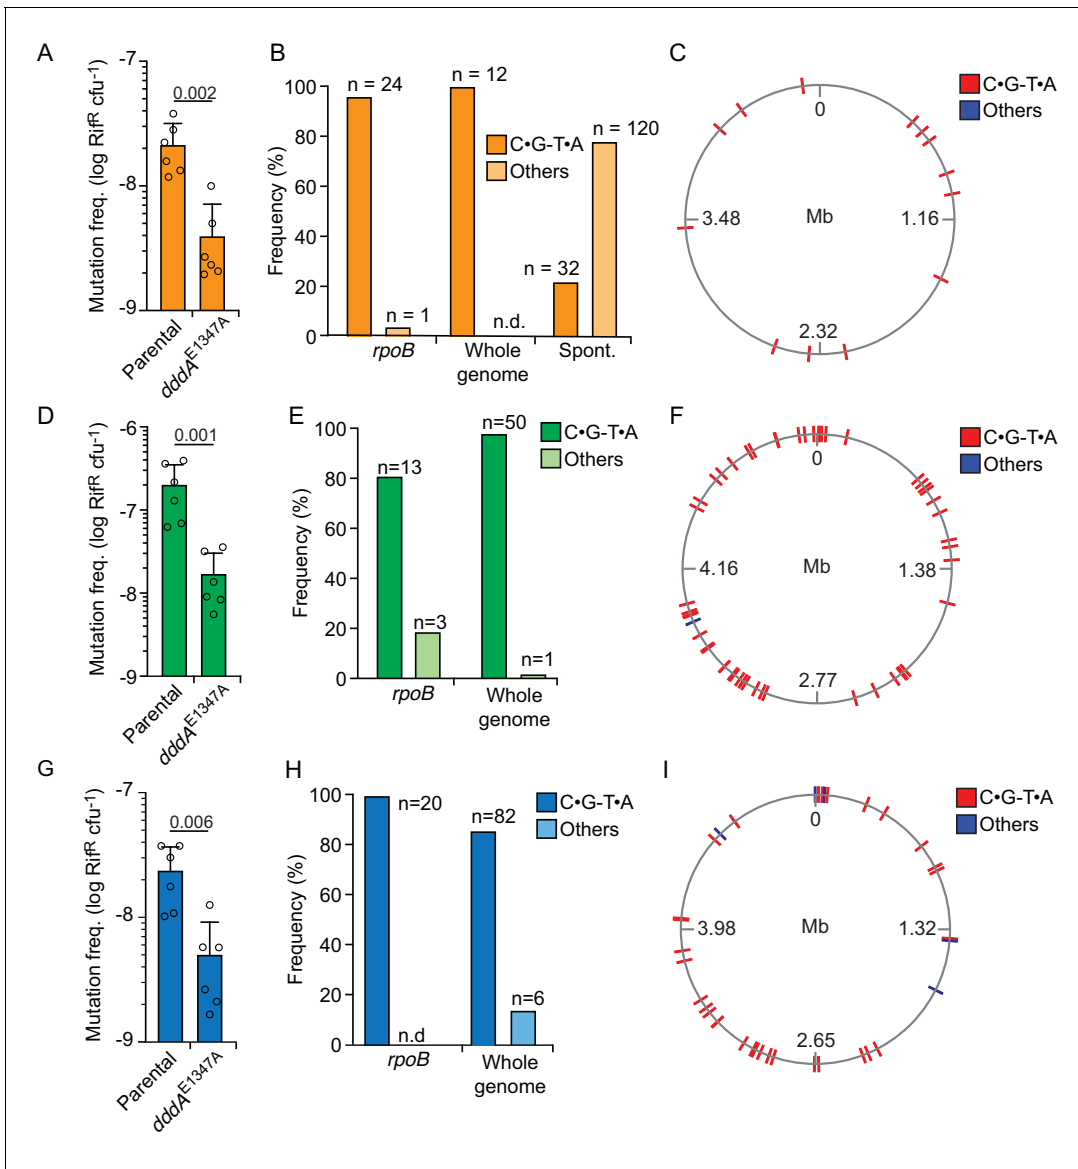 A
Mutation freq. (log Rifᴿ cfu⁻¹)
-7
-8
-9
0.002
Parental
dddAᴱ¹³⁴⁷ᴬ
B
Frequency (%)
100
80
60
40
20
0
n = 24
n = 1
n = 12
n.d.
n = 32
n = 120
C•G-T•A
Others
rpoB
Whole
genome
Spont.
C
0
1.16
2.32
3.48
Mb
C•G-T•A
Others
D
Mutation freq. (log Rifᴿ cfu⁻¹)
-6
-7
-8
-9
0.001
Parental
dddAᴱ¹³⁴⁷ᴬ
E
Frequency (%)
100
80
60
40
20
0
n=13
n=3
n=50
n=1
C•G-T•A
Others
rpoB
Whole
genome
F
0
1.38
2.77
4.16
Mb
C•G-T•A
Others
G
Mutation freq. (log Rifᴿ cfu⁻¹)
-7
-8
-9
0.006
Parental
dddAᴱ¹³⁴⁷ᴬ
H
Frequency (%)
100
80
60
40
20
0
n=20
n.d
n=82
n=6
C•G-T•A
Others
rpoB
Whole
genome
I
0
1.32
2.65
3.98
Mb
C•G-T•A
Others